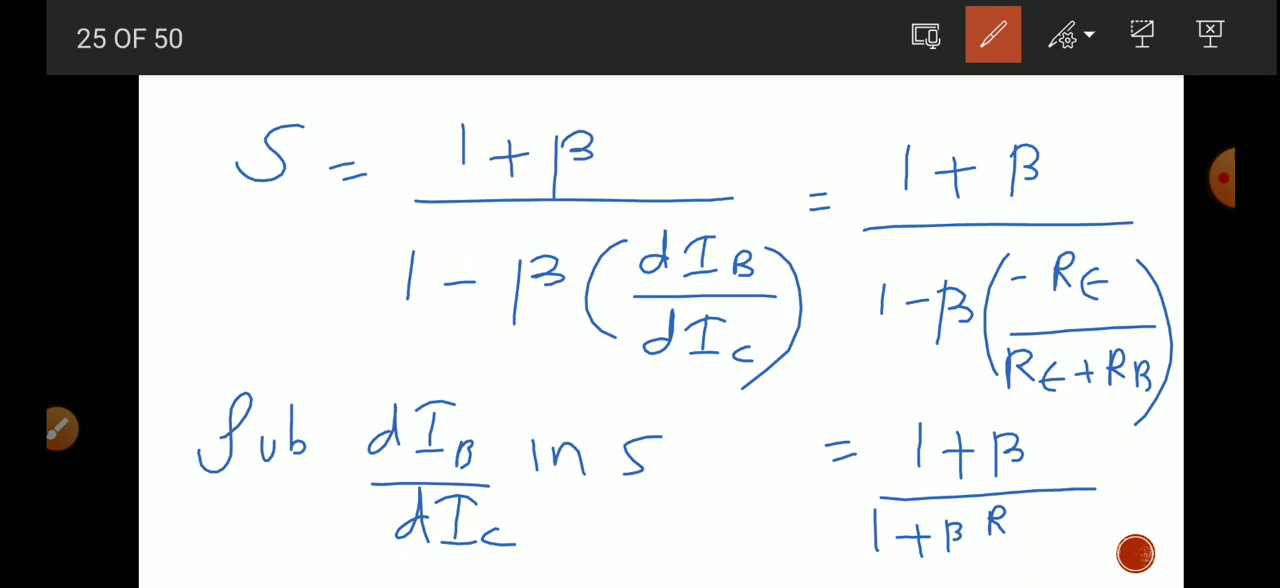 25 OF 50
S = 1 + β / 1 - β (dI_B / dI_C) = 1 + β / 1 - β (- R_E / R_E + R_B)
Sub dI_B / dI_C in S = 1 + β / 1 + β R